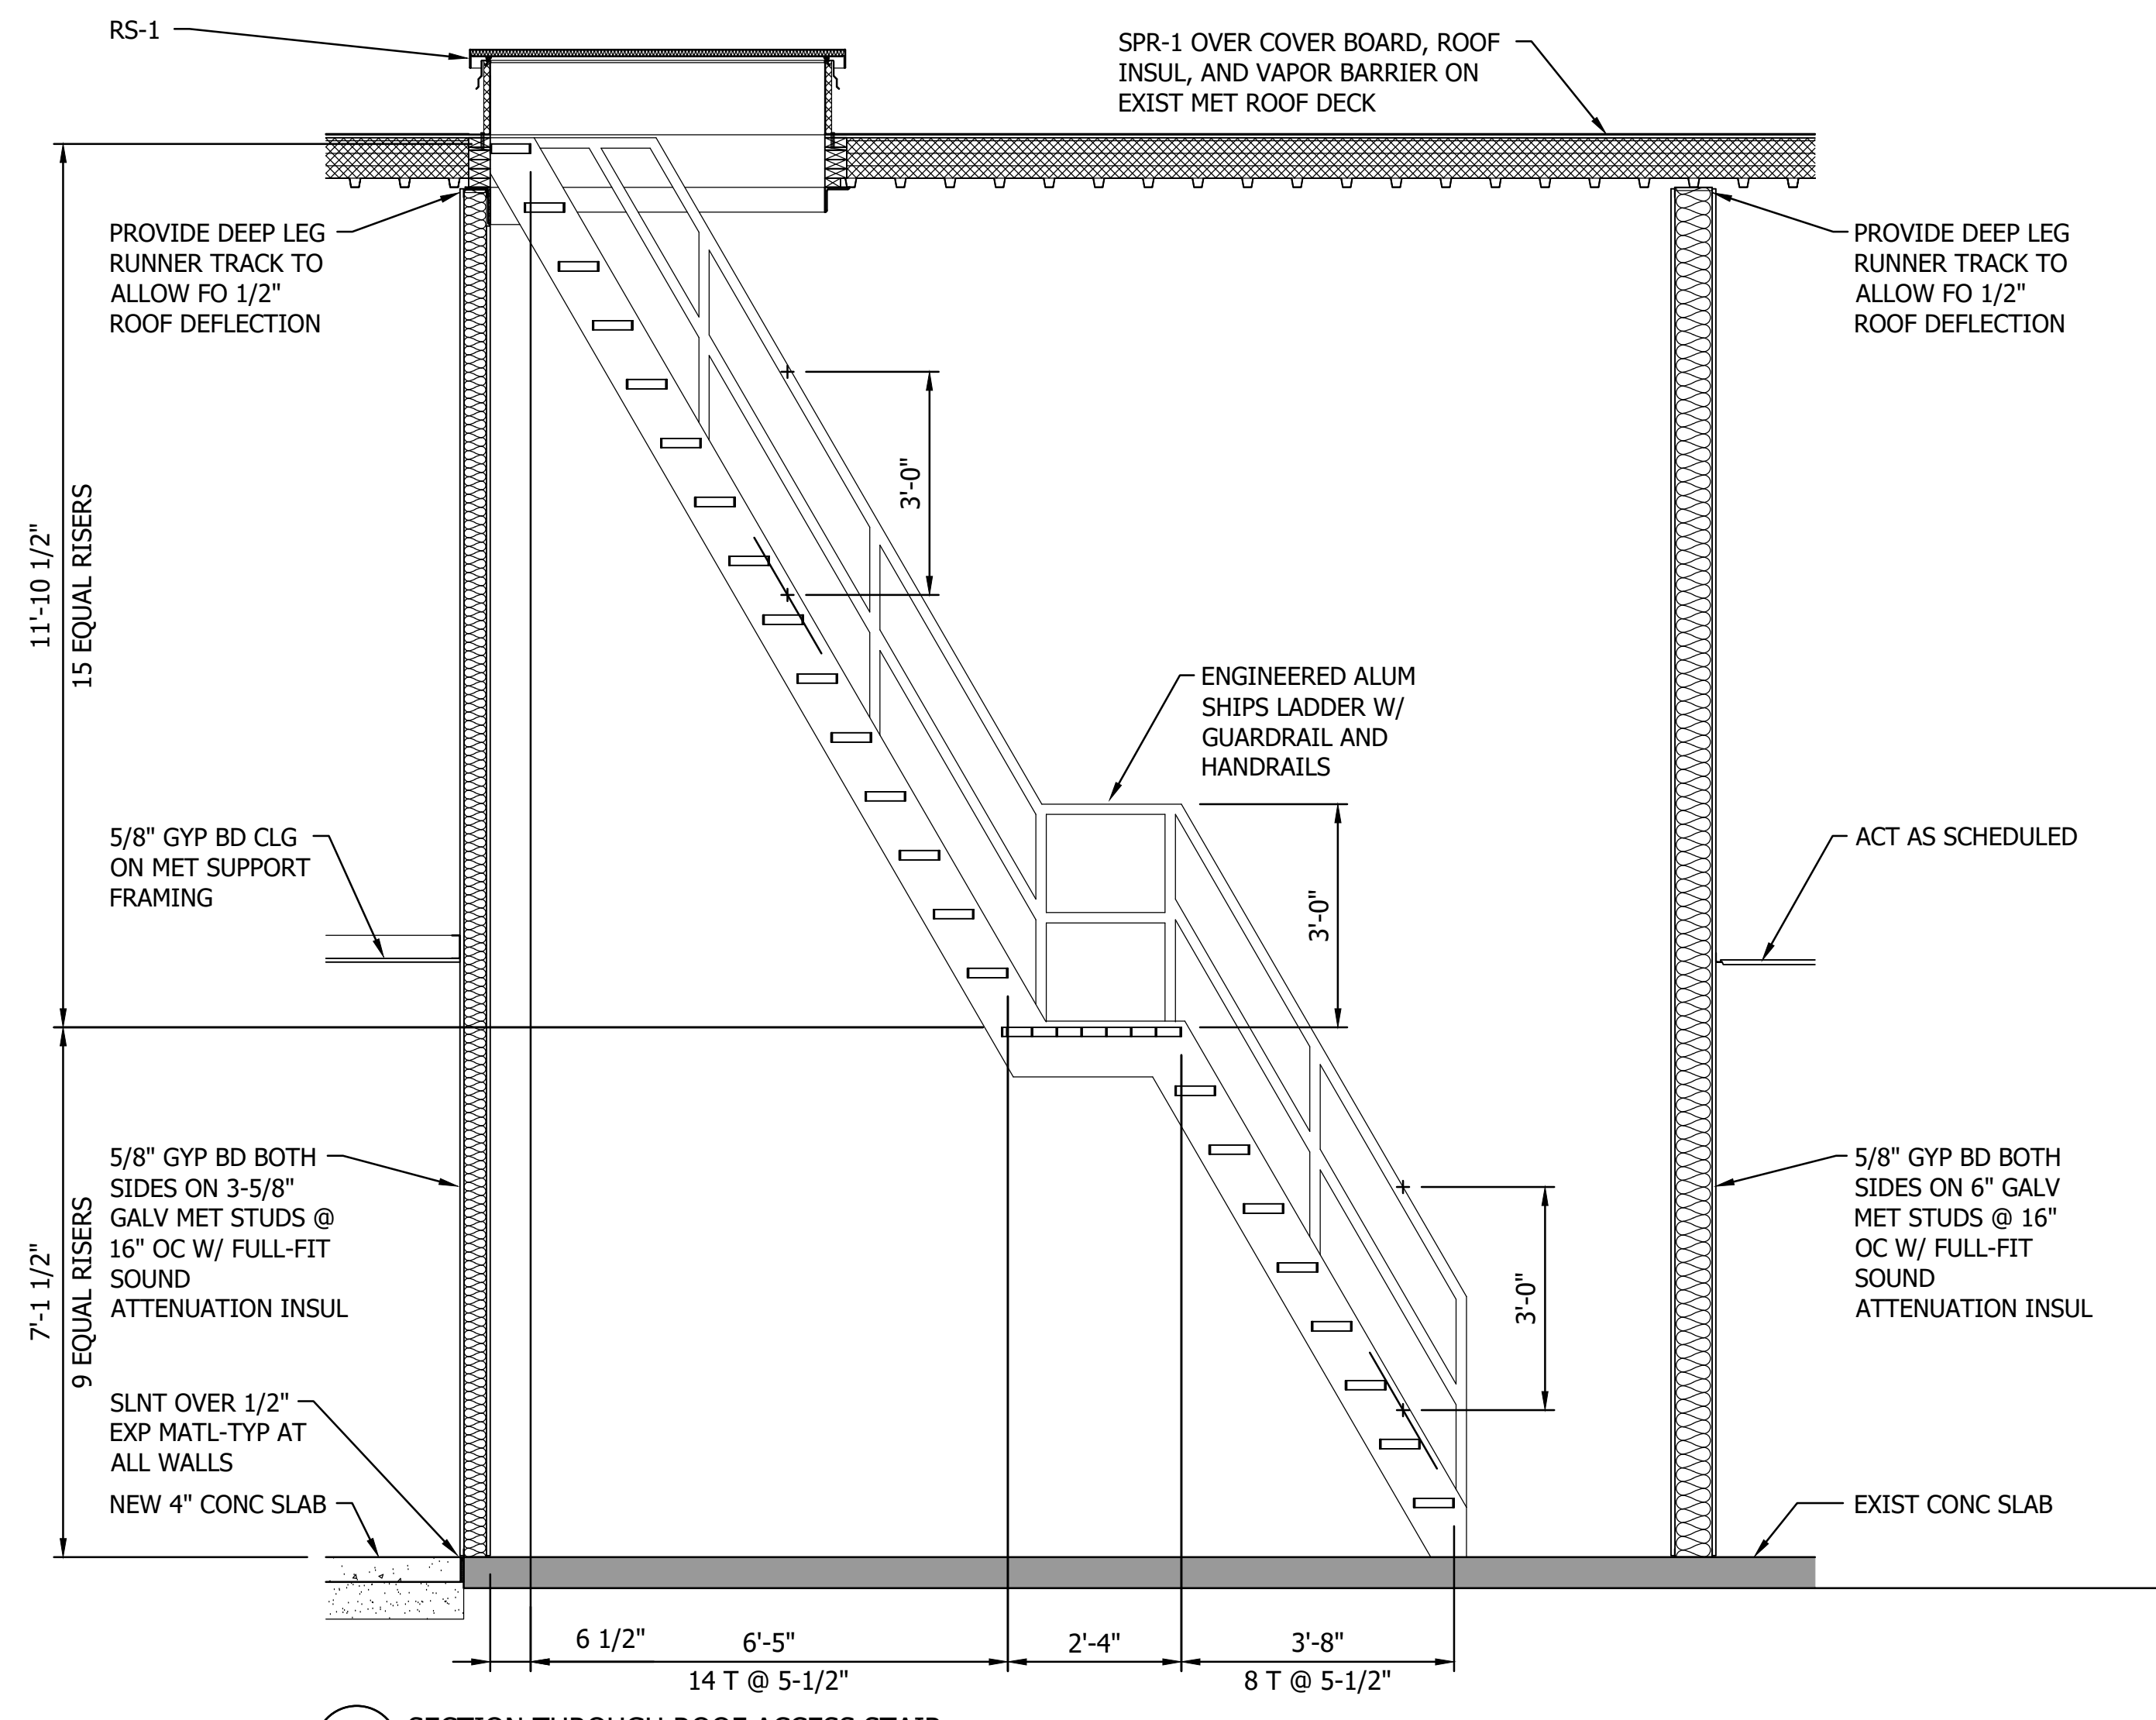 RS-1
SPR-1 OVER COVER BOARD, ROOF
INSUL, AND VAPOR BARRIER ON
EXIST MET ROOF DECK
PROVIDE DEEP LEG
RUNNER TRACK TO
ALLOW FO 1/2"
ROOF DEFLECTION
PROVIDE DEEP LEG
RUNNER TRACK TO
ALLOW FO 1/2"
ROOF DEFLECTION
11'-10 1/2"
15 EQUAL RISERS
3'-0"
ENGINEERED ALUM
SHIPS LADDER W/
GUARDRAIL AND
HANDRAILS
5/8" GYP BD CLG
ON MET SUPPORT
FRAMING
3'-0"
ACT AS SCHEDULED
7'-1 1/2"
9 EQUAL RISERS
5/8" GYP BD BOTH
SIDES ON 3-5/8"
GALV MET STUDS @
16" OC W/ FULL-FIT
SOUND
ATTENUATION INSUL
3'-0"
5/8" GYP BD BOTH
SIDES ON 6" GALV
MET STUDS @ 16"
OC W/ FULL-FIT
SOUND
ATTENUATION INSUL
SLNT OVER 1/2"
EXP MATL-TYP AT
ALL WALLS
NEW 4" CONC SLAB
EXIST CONC SLAB
6 1/2"
6'-5"
14 T @ 5-1/2"
2'-4"
3'-8"
8 T @ 5-1/2"
SECTION THROUGH ROOF ACCESS STAIR